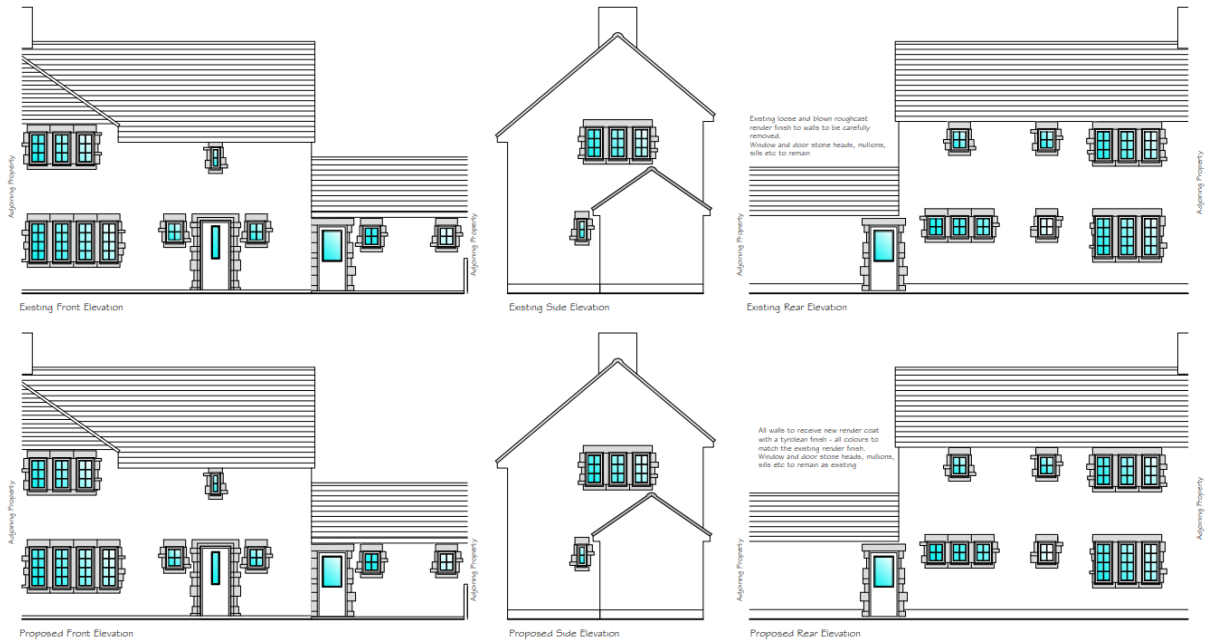 Adjoining Property
Adjoining Property
Existing Front Elevation
Existing Side Elevation
Existing loose and blown roughcast
render finish to walls to be carefully
removed.
Window and door stone heads, mullions,
sills etc to remain
Adjoining Property
Adjoining Property
Existing Rear Elevation
Adjoining Property
Adjoining Property
Proposed Front Elevation
Proposed Side Elevation
All walls to receive new render coat
with a tyrolean finish - all colours to
match the existing render finish.
Window and door stone heads, mullions,
sills etc to remain as existing
Adjoining Property
Adjoining Property
Proposed Rear Elevation